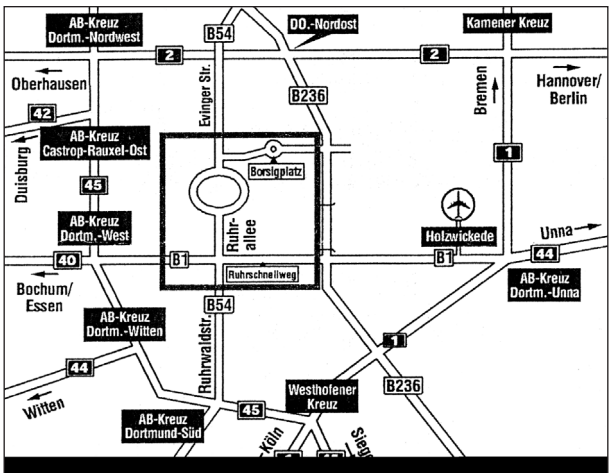 AB-Kreuz
Dortm.-Nordwest
B54
DO.-Nordost
Kamener Kreuz
2
2
Oberhausen
Evinger Str.
B236
Bremen
Hannover/
Berlin
42
AB-Kreuz
Castrop-Rauxel-Ost
Duisburg
Borsigplatz
1
45
AB-Kreuz
Dortm.-West
Ruhr-
allee
Holzwickede
Unna
40
B1
B1
44
Ruhrschnellweg
Bochum/
Essen
AB-Kreuz
Dortm.-Unna
B54
AB-Kreuz
Dortm.-Witten
Ruhrwaldstr.
1
44
B236
Witten
Westhofener
Kreuz
45
AB-Kreuz
Dortmund-Süd
-Köln